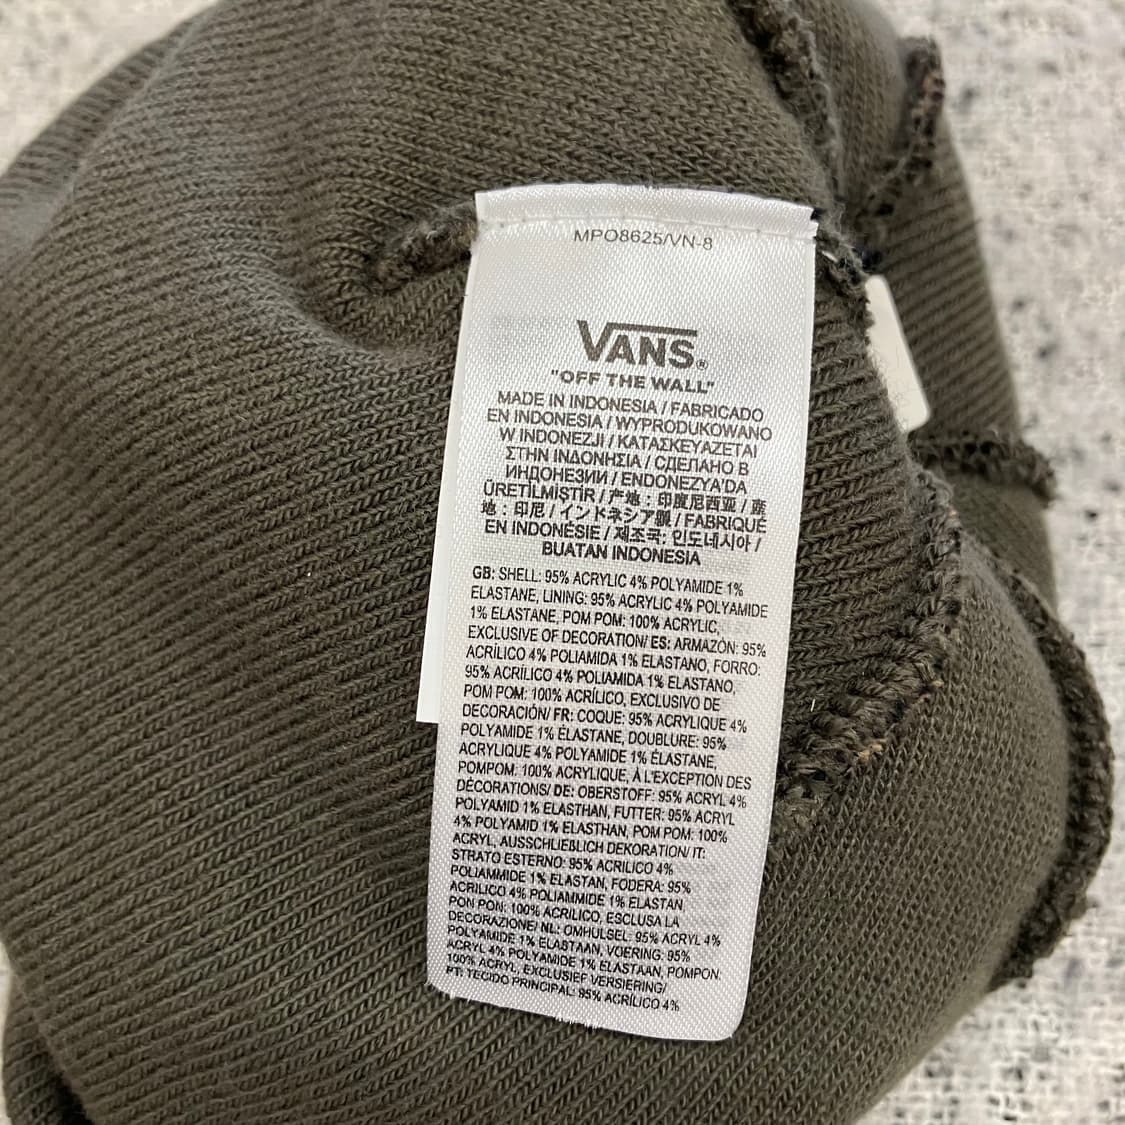 MPO8625/VN-8
VANS®
"OFF THE WALL"
MADE IN INDONESIA / FABRICADO
EN INDONESIA / WYPRODUKOWANO
W INDONEZJI / ΚΑΤΑΣΚΕΥΑΖΕΤΑΙ
ΣΤΗΝ ΙΝΔΟΝΗΣΙΑ / СДЕЛАНО В
ИНДОНЕЗИИ / ENDONEZYA'DA
ÜRETİLMİŞTİR / 产地：印度尼西亚 / 産
地：印尼 / インドネシア製 / FABRIQUÉ
EN INDONÉSIE / 제조국: 인도네시아 /
BUATAN INDONESIA
GB: SHELL: 95% ACRYLIC 4% POLYAMIDE 1%
ELASTANE, LINING: 95% ACRYLIC 4% POLYAMIDE
1% ELASTANE, POM POM: 100% ACRYLIC,
EXCLUSIVE OF DECORATION/ ES: ARMAZÓN: 95%
ACRÍLICO 4% POLIAMIDA 1% ELASTANO, FORRO:
95% ACRÍLICO 4% POLIAMIDA 1% ELASTANO,
POM POM: 100% ACRÍLICO, EXCLUSIVO DE
DECORACIÓN/ FR: COQUE: 95% ACRYLIQUE 4%
POLYAMIDE 1% ÉLASTANE, DOUBLURE: 95%
ACRYLIQUE 4% POLYAMIDE 1% ÉLASTANE,
POMPOM: 100% ACRYLIQUE, À L'EXCEPTION DES
DÉCORATIONS/ DE: OBERSTOFF: 95% ACRYL 4%
POLYAMID 1% ELASTHAN, FUTTER: 95% ACRYL
4% POLYAMID 1% ELASTHAN, POM POM: 100%
ACRYL, AUSSCHLIEßLICH DEKORATION/ IT:
STRATO ESTERNO: 95% ACRILICO 4%
POLIAMMIDE 1% ELASTAN, FODERA: 95%
ACRILICO 4% POLIAMMIDE 1% ELASTAN,
PON PON: 100% ACRILICO, ESCLUSA LA
DECORAZIONE/ NL: OMHULSEL: 95% ACRYL 4%
POLYAMIDE 1% ELASTAAN, VOERING: 95%
ACRYL 4% POLYAMIDE 1% ELASTAAN, POMPON:
100% ACRYL, EXCLUSIEF VERSIERING/
PT: TECIDO PRINCIPAL: 95% ACRÍLICO 4%